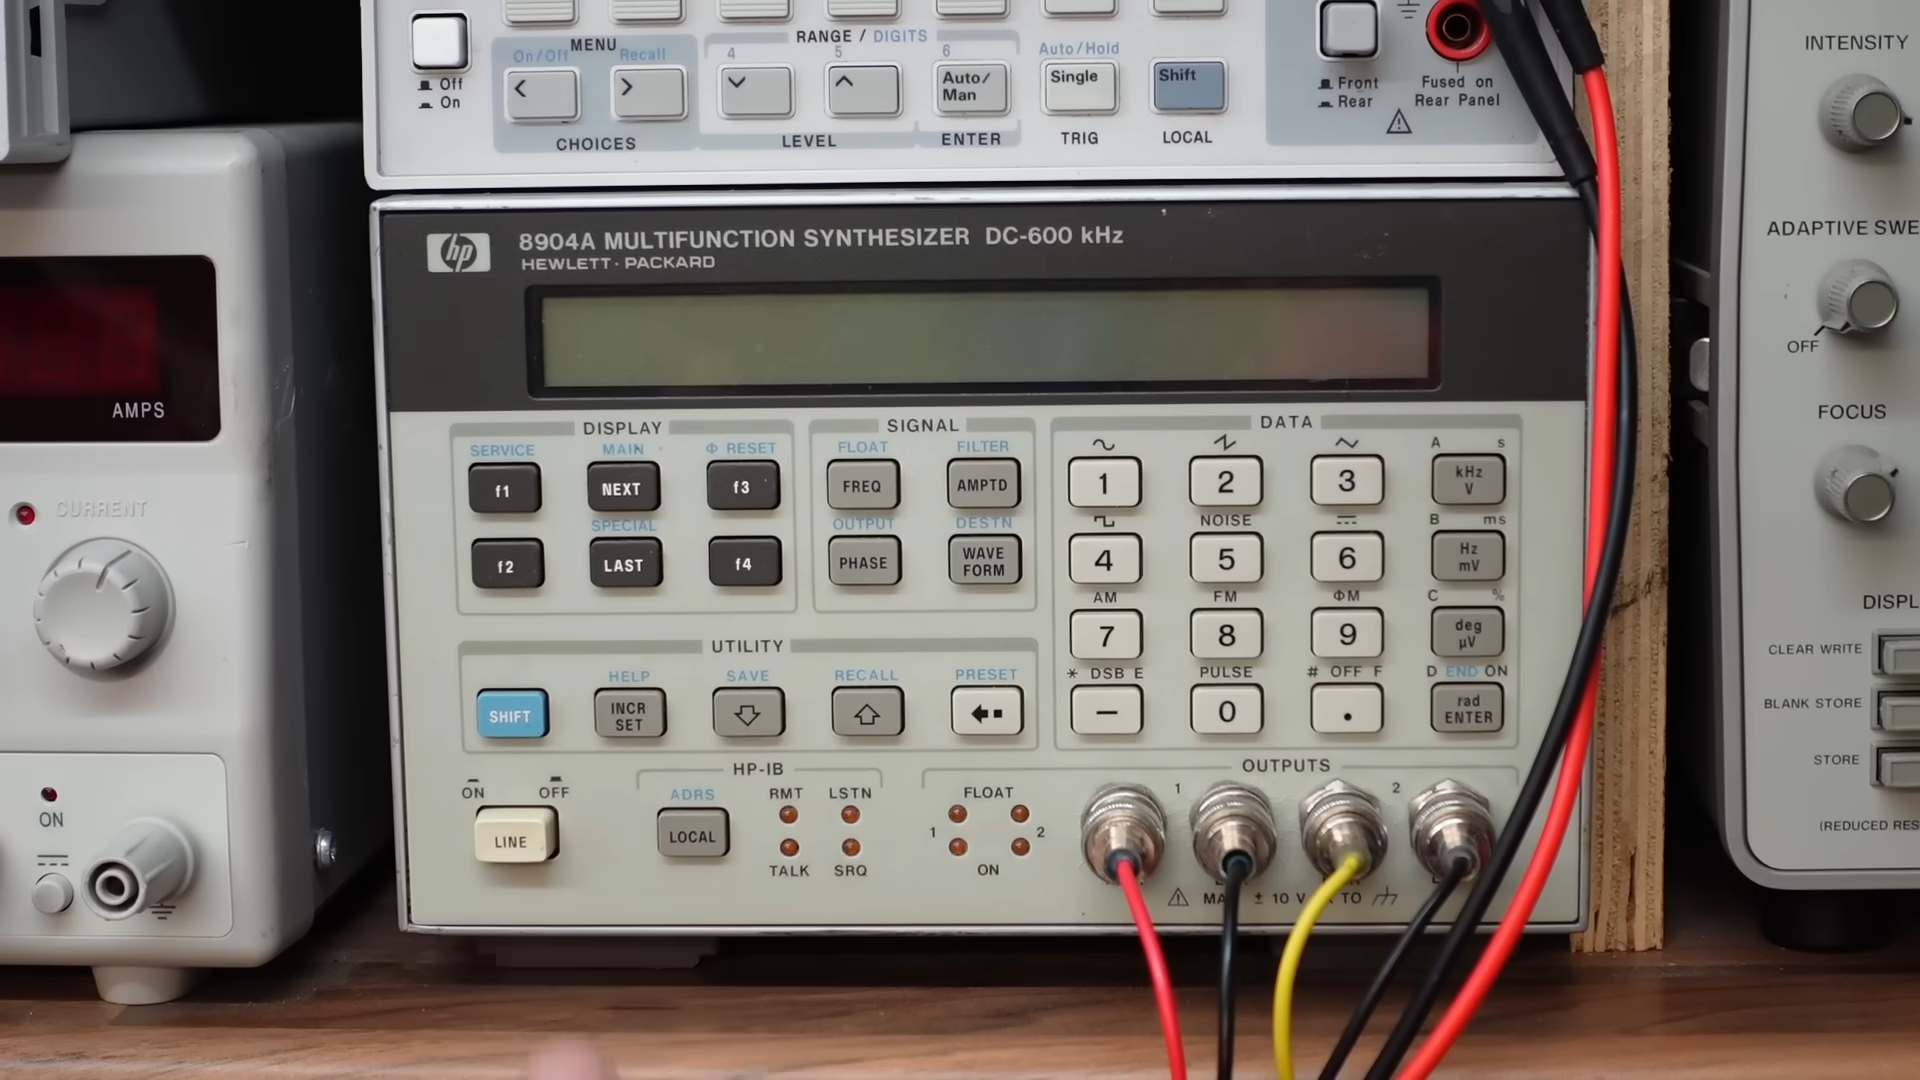 MENU
On/Off
Recall
RANGE / DIGITS
4
5
6
Auto/Hold
Off
On
<
>
Auto/
Man
Single
Shift
CHOICES
LEVEL
ENTER
TRIG
LOCAL
Front
Rear
Fused on
Rear Panel
hp
8904A MULTIFUNCTION SYNTHESIZER DC-600 kHz
HEWLETT·PACKARD
DISPLAY
SERVICE
MAIN
Φ RESET
f1
NEXT
f3
SPECIAL
f2
LAST
f4
SIGNAL
FLOAT
FILTER
FREQ
AMPTD
OUTPUT
DESTN
PHASE
WAVE
FORM
DATA
A
s
1
2
3
kHz
V
NOISE
B
ms
4
5
6
Hz
mV
AM
FM
ΦM
C
%
7
8
9
deg
μV
* DSB E
PULSE
# OFF F
D END ON
−
0
.
rad
ENTER
UTILITY
HELP
SAVE
RECALL
PRESET
SHIFT
INCR
SET
ON
OFF
LINE
HP-IB
ADRS
RMT
LSTN
LOCAL
TALK
SRQ
OUTPUTS
FLOAT
1
2
ON
1
2
± 10 V
TO
AMPS
CURRENT
ON
INTENSITY
ADAPTIVE SWE
OFF
FOCUS
DISPL
CLEAR WRITE
BLANK STORE
STORE
(REDUCED RES